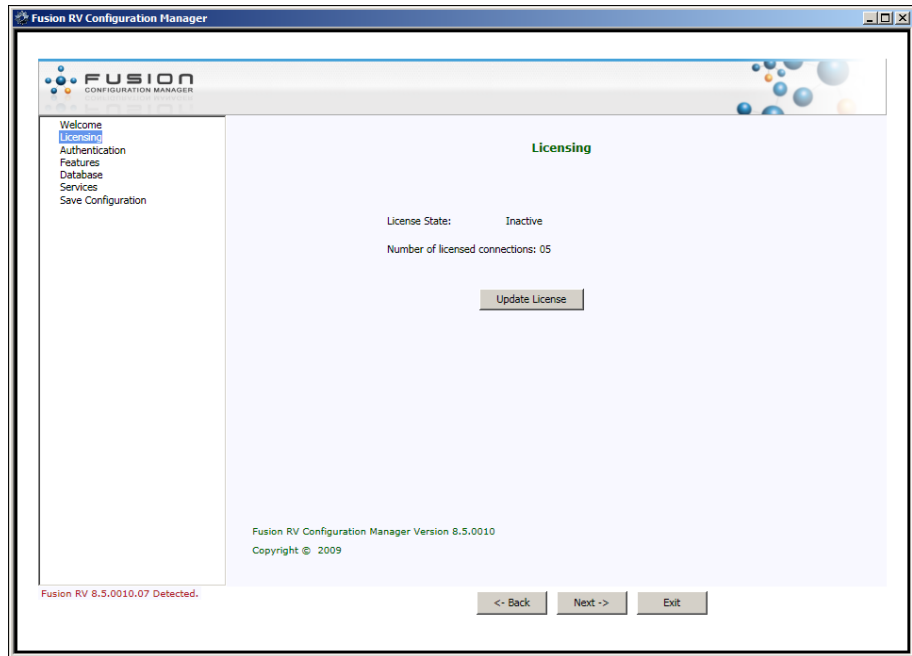 Fusion RV Configuration Manager
FUSION
CONFIGURATION MANAGER
Welcome
Licensing
Authentication
Features
Database
Services
Save Configuration
Licensing
License State: Inactive
Number of licensed connections: 05
Update License
Fusion RV Configuration Manager Version 8.5.0010
Copyright © 2009
Fusion RV 8.5.0010.07 Detected.
<- Back
Next ->
Exit